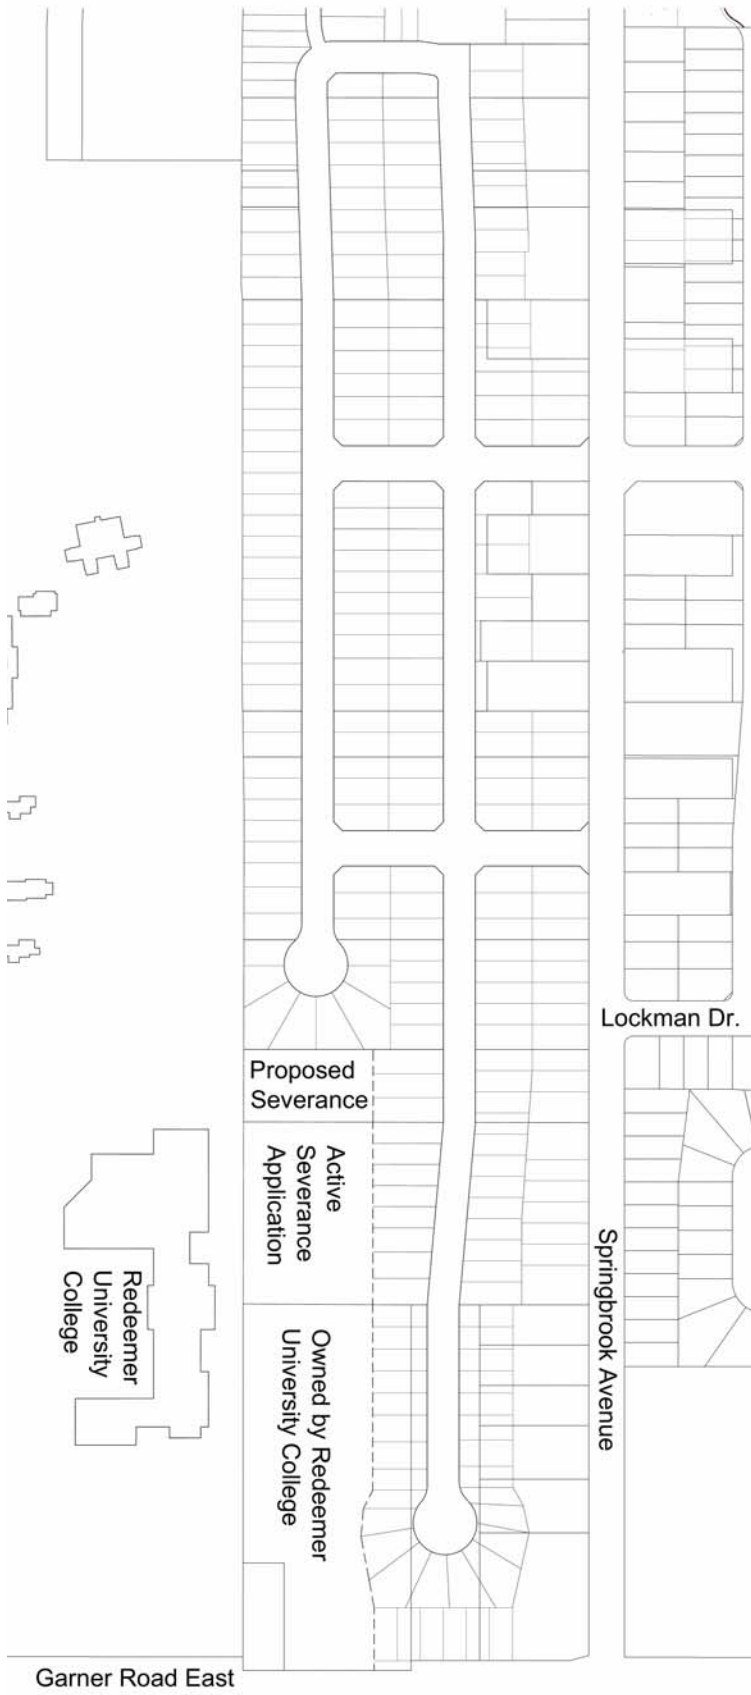 Lockman Dr.
Proposed
Severance
Active
Severance
Application
Springbrook Avenue
Redeemer
University
College
Owned by Redeemer
University College
Garner Road East